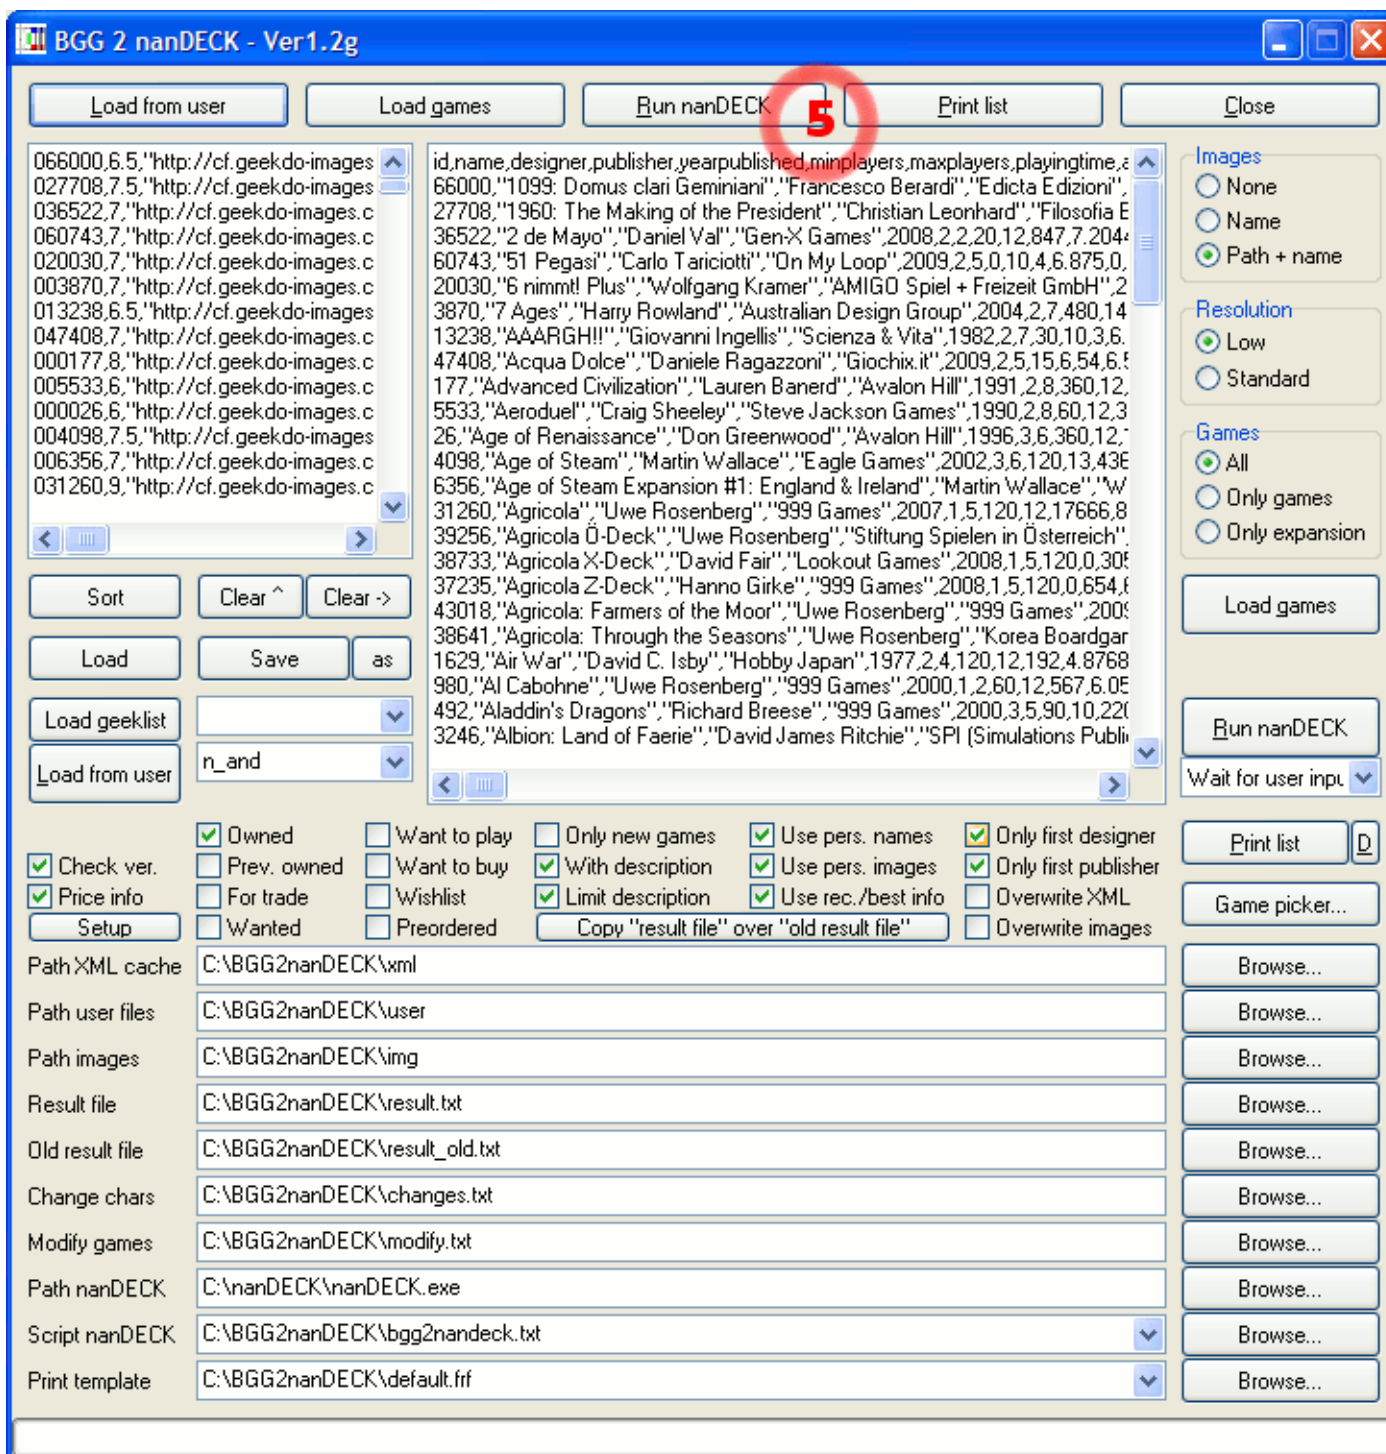 BGG 2 nanDECK - Ver1.2g
Load from user
Load games
Run nanDECK
5
Print list
Close
066000,6.5,"http://cf.geekdo-images
027708,7.5,"http://cf.geekdo-images
036522,7,"http://cf.geekdo-images.c
060743,7,"http://cf.geekdo-images.c
020030,7,"http://cf.geekdo-images.c
003870,7,"http://cf.geekdo-images.c
013238,6.5,"http://cf.geekdo-images
047408,7,"http://cf.geekdo-images.c
000177,8,"http://cf.geekdo-images.c
005533,6,"http://cf.geekdo-images.c
000026,6,"http://cf.geekdo-images.c
004098,7.5,"http://cf.geekdo-images
006356,7,"http://cf.geekdo-images.c
031260,9,"http://cf.geekdo-images.c
id,name,designer,publisher,yearpublished,minplayers,maxplayers,playingtime,a
66000,"1099: Domus clari Geminiani","Francesco Berardi","Edicta Edizioni",
27708,"1960: The Making of the President","Christian Leonhard","Filosofia E
36522,"2 de Mayo","Daniel Val","Gen-X Games",2008,2,2,20,12,847,7.204
60743,"51 Pegasi","Carlo Tariciotti","On My Loop",2009,2,5,0,10,4,6.875,0,
20030,"6 nimmt! Plus","Wolfgang Kramer","AMIGO Spiel + Freizeit GmbH",2
3870,"7 Ages","Harry Rowland","Australian Design Group",2004,2,7,480,14
13238,"AAARGH!!","Giovanni Ingellis","Scienza & Vita",1982,2,7,30,10,3,6.
47408,"Acqua Dolce","Daniele Ragazzoni","Giochix.it",2009,2,5,15,6,54,6.5
177,"Advanced Civilization","Lauren Banerd","Avalon Hill",1991,2,8,360,12,
5533,"Aeroduel","Craig Sheeley","Steve Jackson Games",1990,2,8,60,12,3
26,"Age of Renaissance","Don Greenwood","Avalon Hill",1996,3,6,360,12,
4098,"Age of Steam","Martin Wallace","Eagle Games",2002,3,6,120,13,436
6356,"Age of Steam Expansion #1: England & Ireland","Martin Wallace","W
31260,"Agricola","Uwe Rosenberg","999 Games",2007,1,5,120,12,17666,8
39256,"Agricola Ö-Deck","Uwe Rosenberg","Stiftung Spielen in Österreich",
38733,"Agricola X-Deck","David Fair","Lookout Games",2008,1,5,120,0,305
37235,"Agricola Z-Deck","Hanno Girke","999 Games",2008,1,5,120,0,654,6
43018,"Agricola: Farmers of the Moor","Uwe Rosenberg","999 Games",2009
38641,"Agricola: Through the Seasons","Uwe Rosenberg","Korea Boardgar
1629,"Air War","David C. Isby","Hobby Japan",1977,2,4,120,12,192,4.8768
980,"Al Cabohne","Uwe Rosenberg","999 Games",2000,1,2,60,12,567,6.05
492,"Aladdin's Dragons","Richard Breese","999 Games",2000,3,5,90,10,220
3246,"Albion: Land of Faerie","David James Ritchie","SPI (Simulations Publi
Images
None
Name
Path + name
Resolution
Low
Standard
Games
All
Only games
Only expansion
Load games
Sort
Clear ^
Clear ->
Load
Save
as
Load geeklist
Load from user
n_and
Run nanDECK
Wait for user inpu
Owned
Want to play
Only new games
Use pers. names
Only first designer
Print list
D
Check ver.
Prev. owned
Want to buy
With description
Use pers. images
Only first publisher
Price info
For trade
Wishlist
Limit description
Use rec./best info
Overwrite XML
Game picker...
Setup
Wanted
Preordered
Copy "result file" over "old result file"
Overwrite images
Path XML cache
C:\BGG2nanDECK\xml
Browse...
Path user files
C:\BGG2nanDECK\user
Browse...
Path images
C:\BGG2nanDECK\img
Browse...
Result file
C:\BGG2nanDECK\result.txt
Browse...
Old result file
C:\BGG2nanDECK\result_old.txt
Browse...
Change chars
C:\BGG2nanDECK\changes.txt
Browse...
Modify games
C:\BGG2nanDECK\modify.txt
Browse...
Path nanDECK
C:\nanDECK\nanDECK.exe
Browse...
Script nanDECK
C:\BGG2nanDECK\bgg2nandeck.txt
Browse...
Print template
C:\BGG2nanDECK\default.frf
Browse...